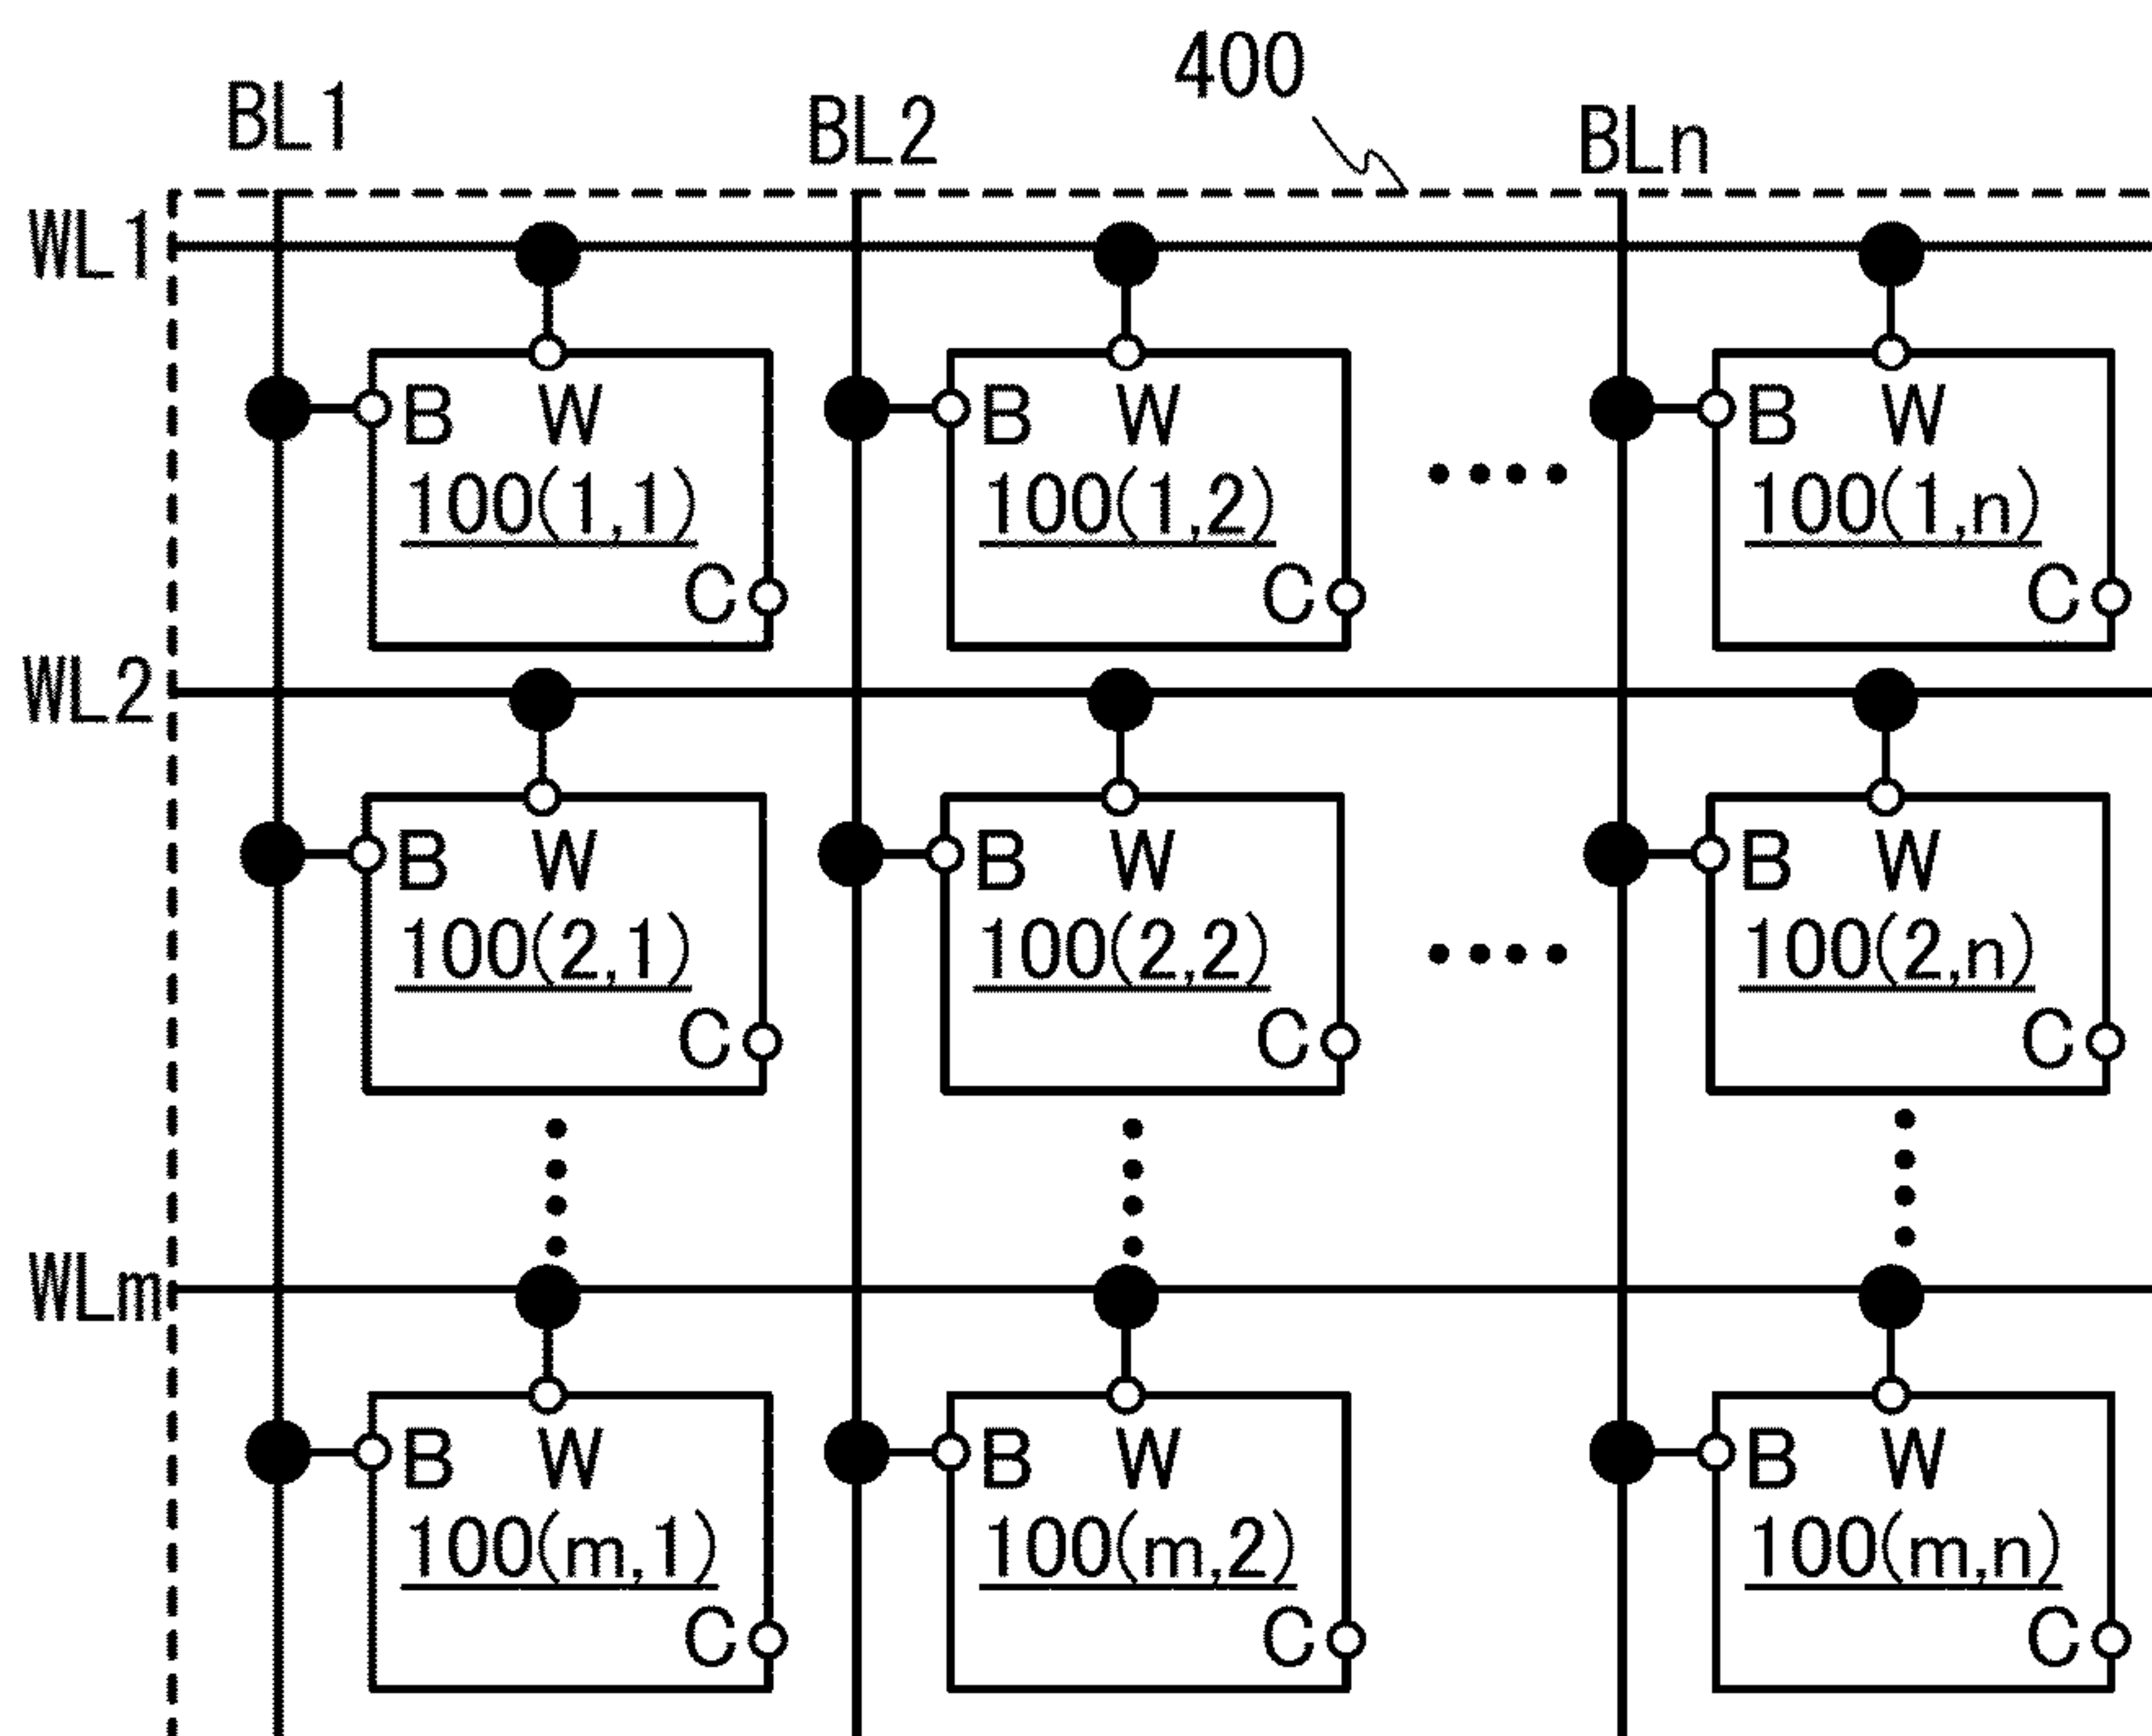 400
BL1 BL2 BLn
WL1
B W B W B W
100(1,1) 100(1,2) 100(1,n)
C C C
WL2
B W B W B W
100(2,1) 100(2,2) 100(2,n)
C C C
WLm
B W B W B W
100(m,1) 100(m,2) 100(m,n)
C C C